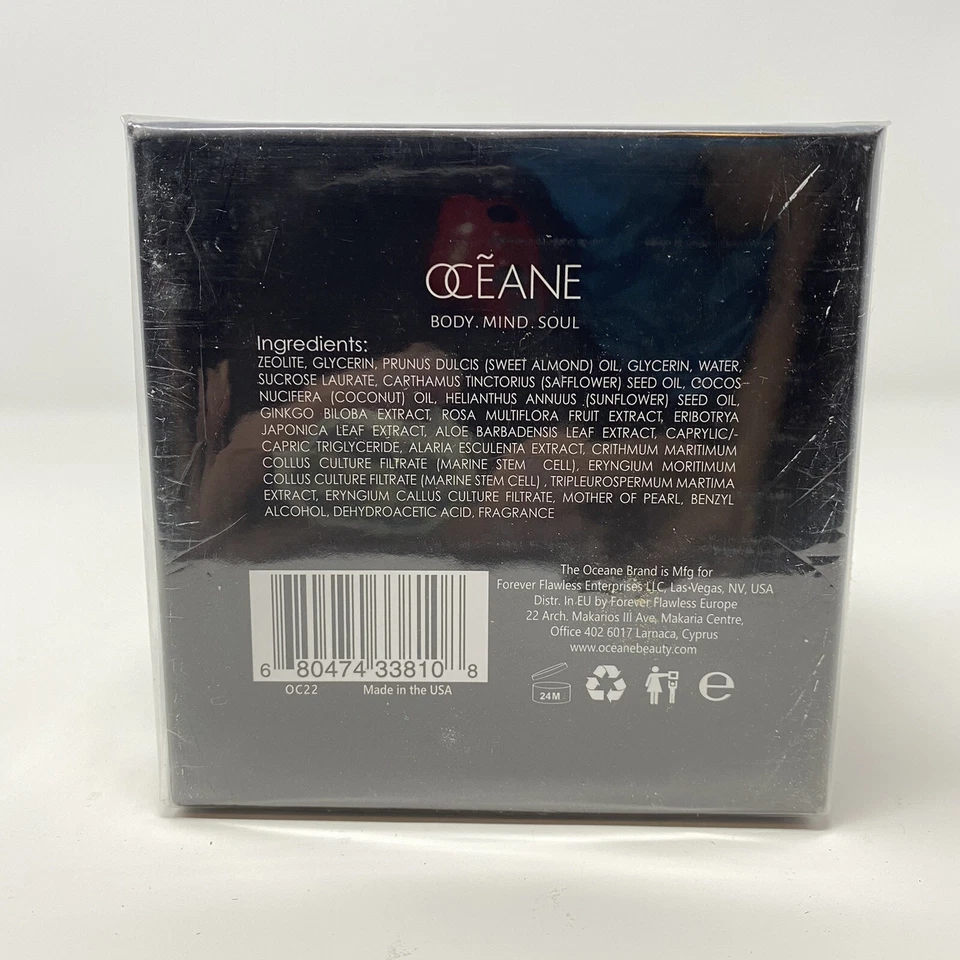 OCẼANE
BODY. MIND. SOUL
Ingredients:
ZEOLITE, GLYCERIN, PRUNUS DULCIS (SWEET ALMOND) OIL, GLYCERIN, WATER,
SUCROSE LAURATE, CARTHAMUS TINCTORIUS (SAFFLOWER) SEED OIL, COCOS-
NUCIFERA (COCONUT) OIL, HELIANTHUS ANNUUS (SUNFLOWER) SEED OIL,
GINKGO BILOBA EXTRACT, ROSA MULTIFLORA FRUIT EXTRACT, ERIBOTRYA
JAPONICA LEAF EXTRACT, ALOE BARBADENSIS LEAF EXTRACT, CAPRYLIC/-
CAPRIC TRIGLYCERIDE, ALARIA ESCULENTA EXTRACT, CRITHMUM MARITIMUM
COLLUS CULTURE FILTRATE (MARINE STEM CELL), ERYNGIUM MORITIMUM
COLLUS CULTURE FILTRATE (MARINE STEM CELL) , TRIPLEUROSPERMUM MARTIMA
EXTRACT, ERYNGIUM CALLUS CULTURE FILTRATE, MOTHER OF PEARL, BENZYL
ALCOHOL, DEHYDROACETIC ACID, FRAGRANCE
The Oceane Brand is Mfg for
Forever Flawless Enterprises LLC, Las-Vegas, NV, USA
Distr. In EU by Forever Flawless Europe
22 Arch. Makarios III Ave, Makaria Centre,
Office 402 6017 Larnaca, Cyprus
www.oceanebeauty.com
6 80474 33810 8
OC22 Made in the USA
24M
e